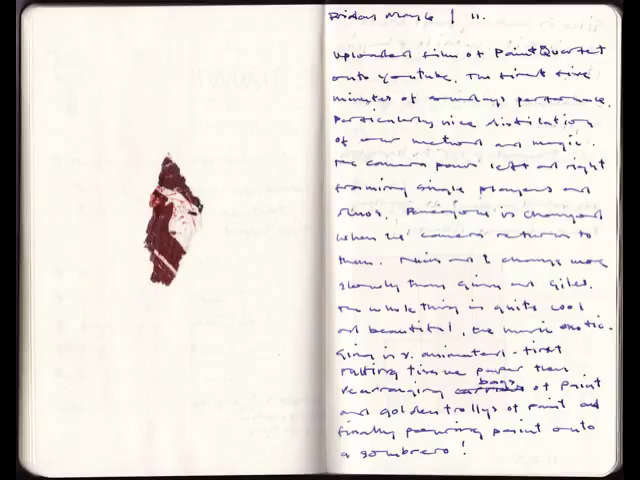 Friday May 6 | 11.
Uploaded film of Paint Quartet
onto youtube. The first five
minutes of sundays performance.
Particularly nice distillation
of our method and magic.
The camera pans left and right
framing single players and
duos. Everyone is changed
when the camera returns to
them. and I change more
slowly than Gina and Giles.
The whole thing is quite cool
and beautiful, the music exotic.
Gina is v. animated - first
tissue paper then
rearranging bags of paint
and golden trollys of paint and
finally pouring paint onto
a sombrero!